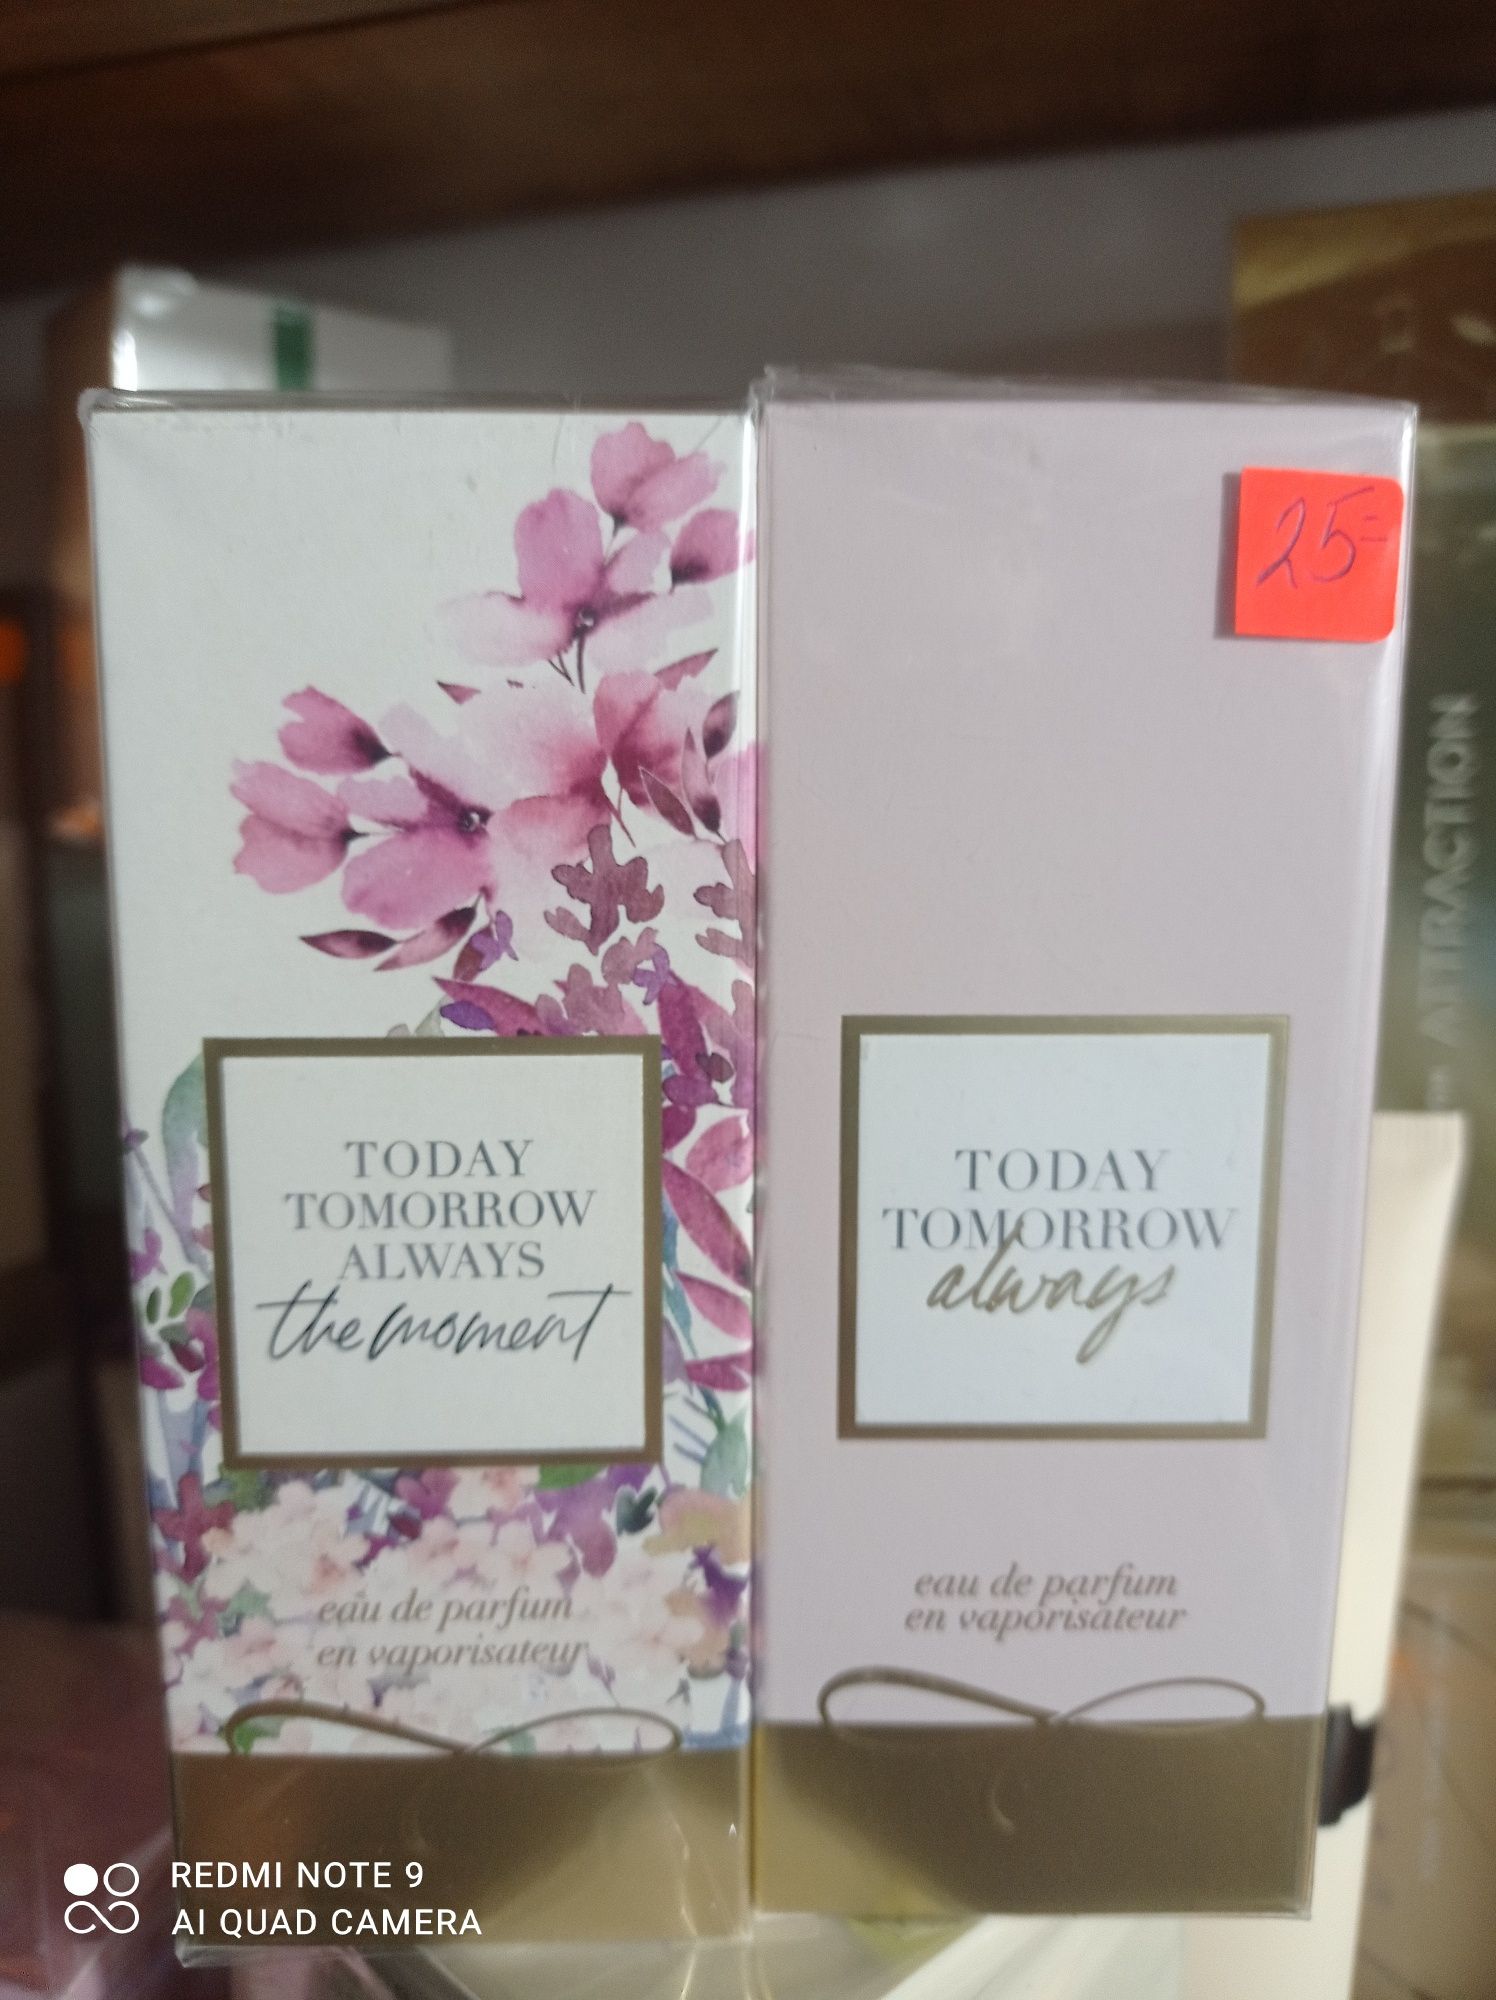 TODAY
TOMORROW
ALWAYS
the moment
eau de parfum
en vaporisateur
TODAY
TOMORROW
always
eau de parfum
en vaporisateur
25=
ATTRACTION
REDMI NOTE 9
AI QUAD CAMERA